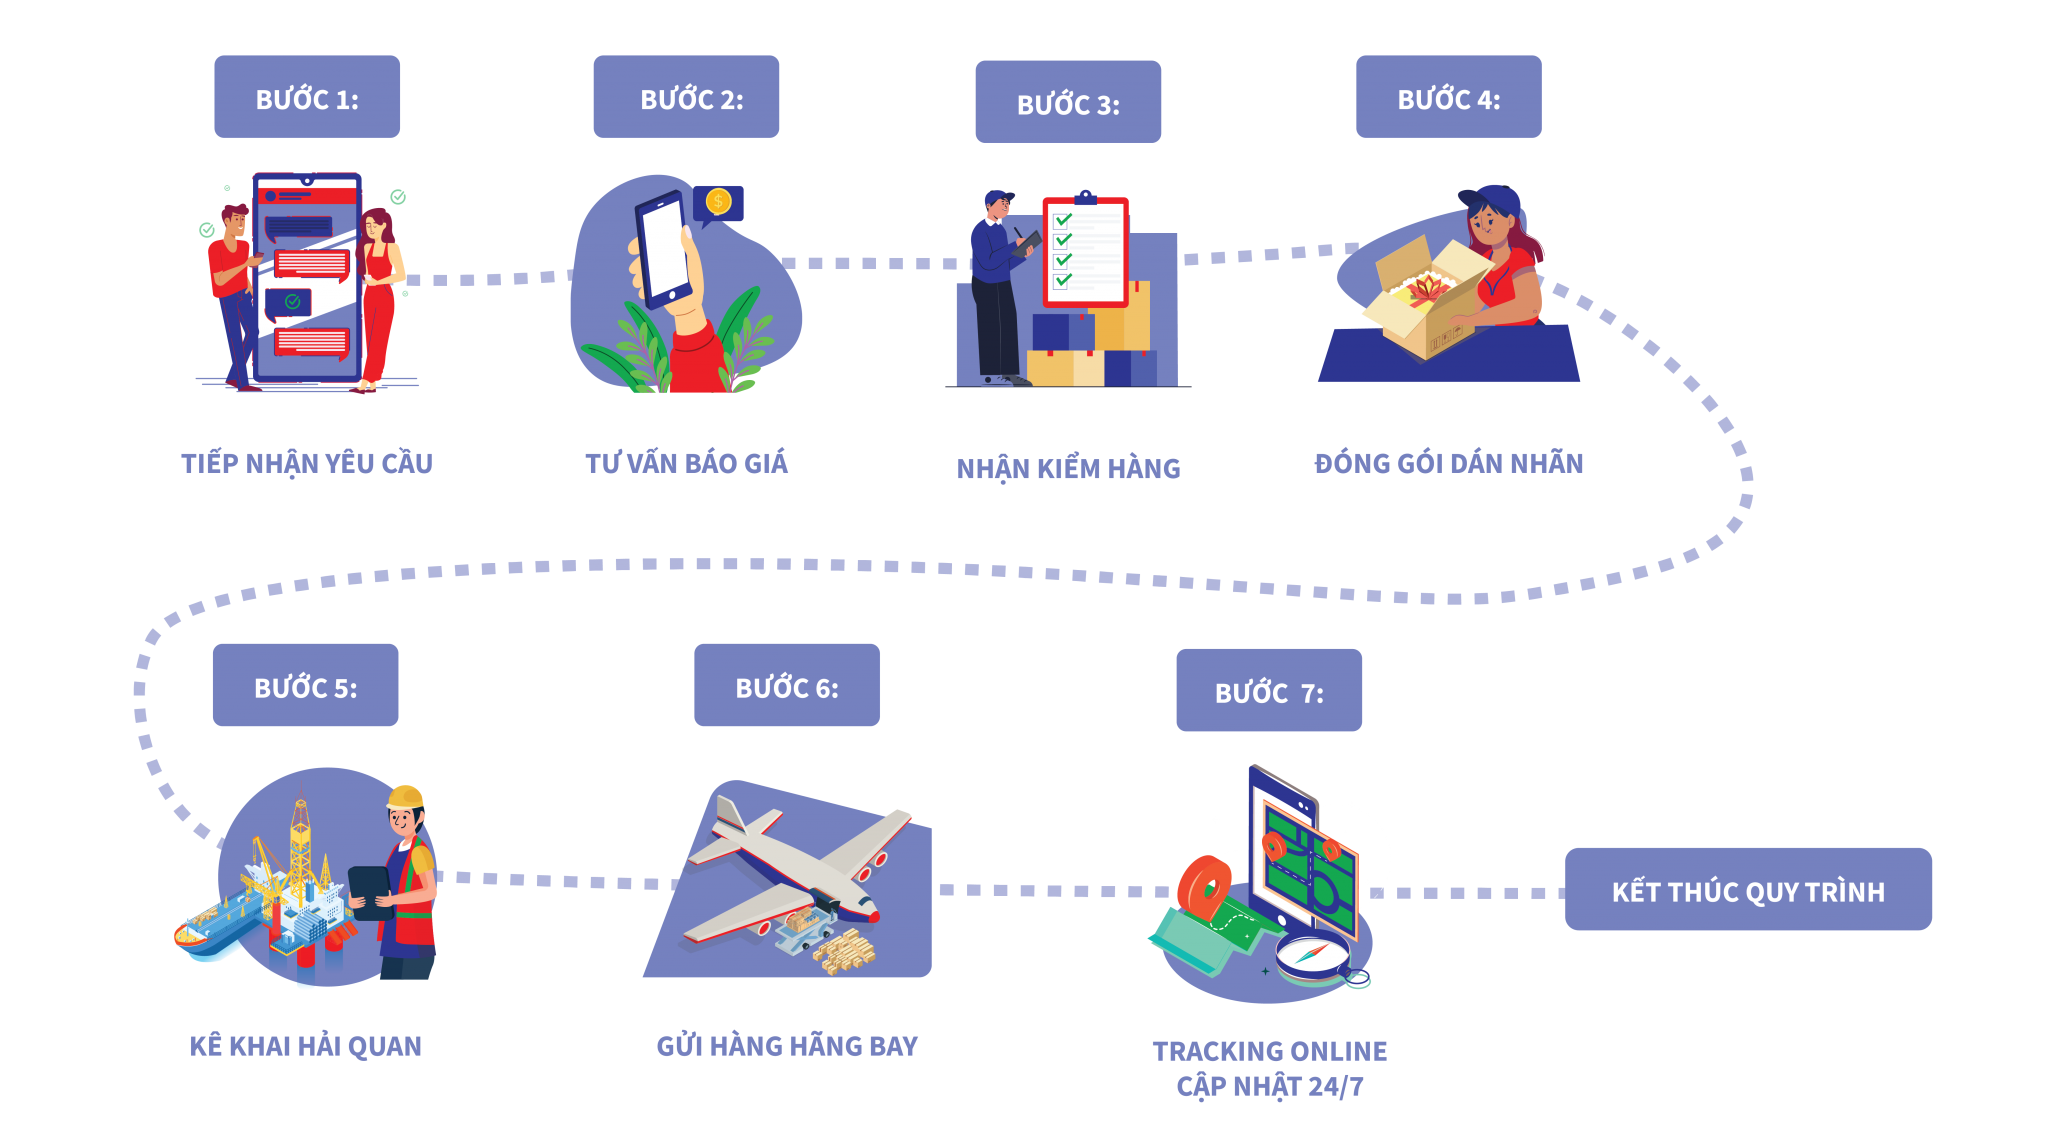 BƯỚC 1:
BƯỚC 2:
BƯỚC 3:
BƯỚC 4:
TIẾP NHẬN YÊU CẦU
TƯ VẤN BÁO GIÁ
NHẬN KIỂM HÀNG
ĐÓNG GÓI DÁN NHÃN
BƯỚC 5:
BƯỚC 6:
BƯỚC 7:
KẾT THÚC QUY TRÌNH
KÊ KHAI HẢI QUAN
GỬI HÀNG HÃNG BAY
TRACKING ONLINE
CẬP NHẬT 24/7